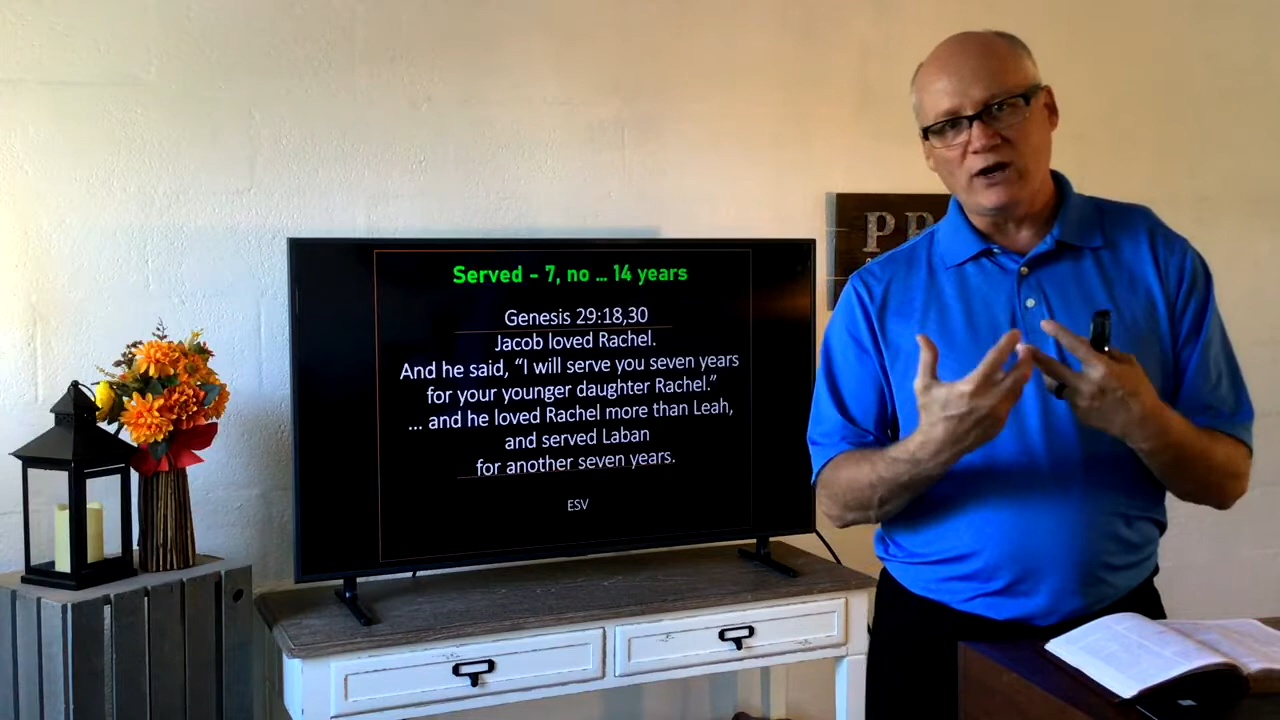 Served - 7, no ... 14 years
Genesis 29:18,30
Jacob loved Rachel.
And he said, “I will serve you seven years
for your younger daughter Rachel.”
... and he loved Rachel more than Leah,
and served Laban
for another seven years.
ESV